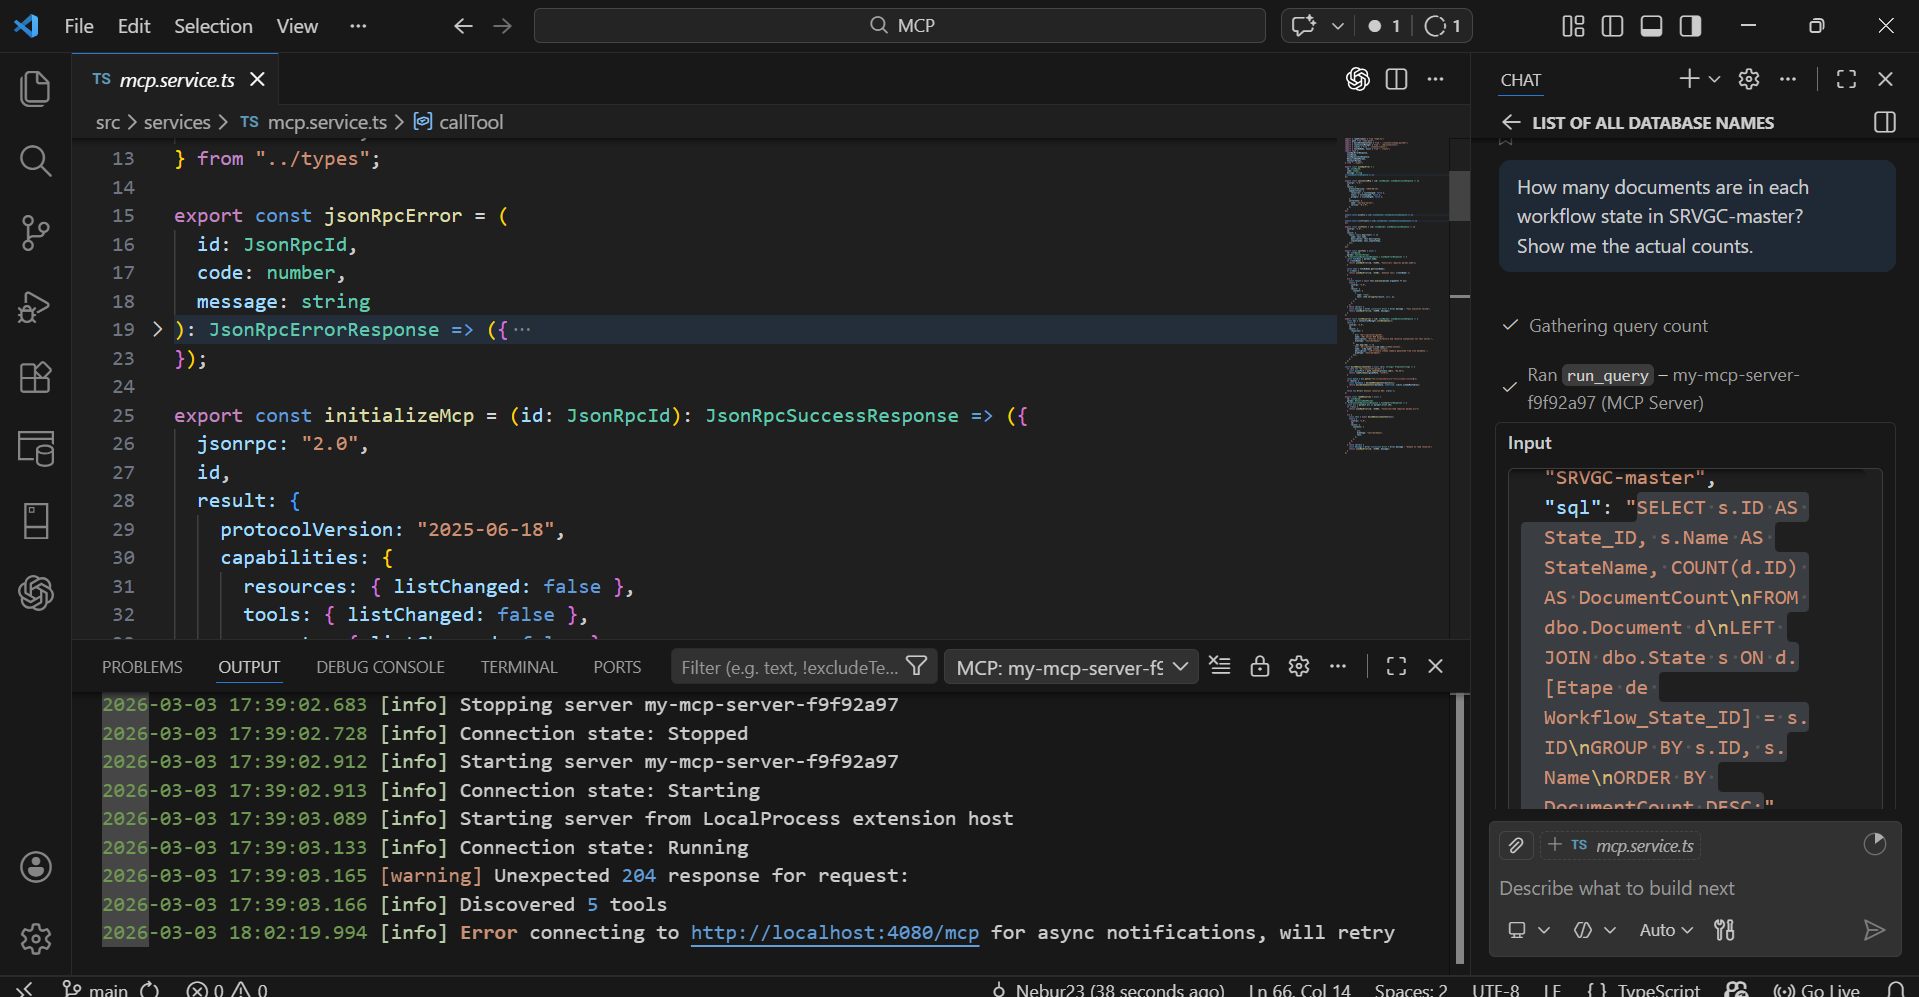 File Edit Selection View ··· MCP 1 1
TS mcp.service.ts
src > services > TS mcp.service.ts > callTool
13 } from "../types";
14
15 export const jsonRpcError = (
16 id: JsonRpcId,
17 code: number,
18 message: string
19 ): JsonRpcErrorResponse => ({ ···
23 });
24
25 export const initializeMcp = (id: JsonRpcId): JsonRpcSuccessResponse => ({
26 jsonrpc: "2.0",
27 id,
28 result: {
29 protocolVersion: "2025-06-18",
30 capabilities: {
31 resources: { listChanged: false },
32 tools: { listChanged: false },
PROBLEMS OUTPUT DEBUG CONSOLE TERMINAL PORTS Filter (e.g. text, !excludeTe... MCP: my-mcp-server-f9
2026-03-03 17:39:02.683 [info] Stopping server my-mcp-server-f9f92a97
2026-03-03 17:39:02.728 [info] Connection state: Stopped
2026-03-03 17:39:02.912 [info] Starting server my-mcp-server-f9f92a97
2026-03-03 17:39:02.913 [info] Connection state: Starting
2026-03-03 17:39:03.089 [info] Starting server from LocalProcess extension host
2026-03-03 17:39:03.133 [info] Connection state: Running
2026-03-03 17:39:03.165 [warning] Unexpected 204 response for request:
2026-03-03 17:39:03.166 [info] Discovered 5 tools
2026-03-03 18:02:19.994 [info] Error connecting to http://localhost:4080/mcp for async notifications, will retry
CHAT
LIST OF ALL DATABASE NAMES
How many documents are in each
workflow state in SRVGC-master?
Show me the actual counts.
Gathering query count
Ran run_query – my-mcp-server-
f9f92a97 (MCP Server)
Input
"SRVGC-master",
"sql": "SELECT s.ID AS
State_ID, s.Name AS
StateName, COUNT(d.ID)
AS DocumentCount\nFROM
dbo.Document d\nLEFT
JOIN dbo.State s ON d.
[Etape de
Workflow_State_ID] = s.
ID\nGROUP BY s.ID, s.
Name\nORDER BY
DocumentCount DESC;"
+ TS mcp.service.ts
Describe what to build next
Auto
main 0 0 Nebur23 (38 seconds ago) Ln 66, Col 14 Spaces: 2 UTF-8 LF {} TypeScript Go Live